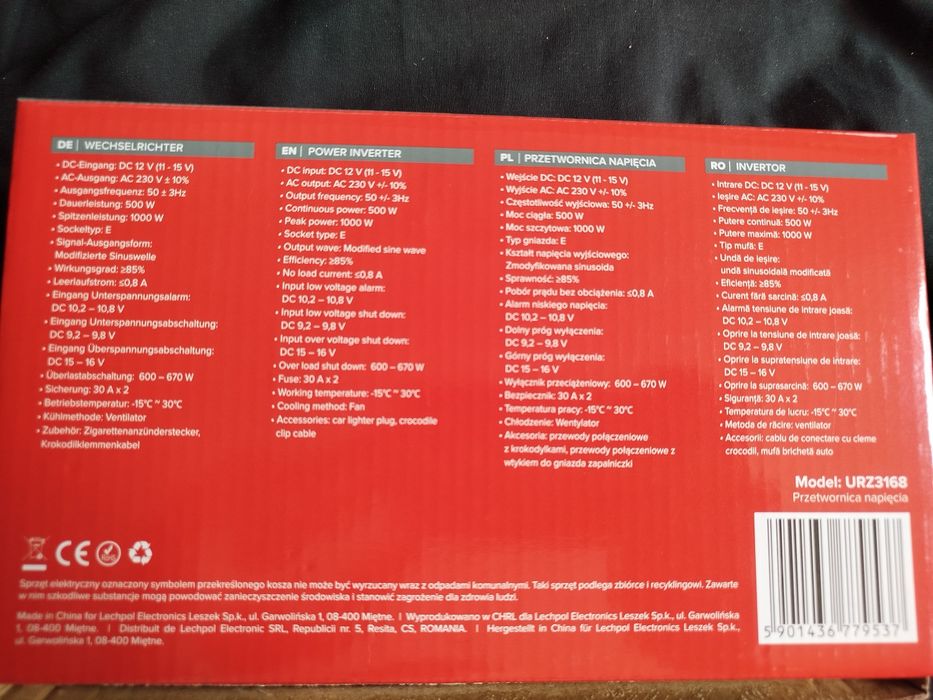 DE | WECHSELRICHTER
• DC-Eingang: DC 12 V (11 - 15 V)
• AC-Ausgang: AC 230 V ± 10%
• Ausgangsfrequenz: 50 ± 3Hz
• Dauerleistung: 500 W
• Spitzenleistung: 1000 W
• Sockeltyp: E
• Signal-Ausgangsform:
Modifizierte Sinuswelle
• Wirkungsgrad: ≥85%
• Leerlaufstrom: ≤0,8 A
• Eingang Unterspannungsalarm:
DC 10,2 – 10,8 V
• Eingang Unterspannungsabschaltung:
DC 9,2 – 9,8 V
• Eingang Überspannungsabschaltung:
DC 15 – 16 V
• Überlastabschaltung: 600 – 670 W
• Sicherung: 30 A x 2
• Betriebstemperatur: -15℃ ~ 30℃
• Kühlmethode: Ventilator
• Zubehör: Zigarettenanzünderstecker,
Krokodilklemmenkabel
EN | POWER INVERTER
• DC input: DC 12 V (11 - 15 V)
• AC output: AC 230 V +/- 10%
• Output frequency: 50 +/- 3Hz
• Continuous power: 500 W
• Peak power: 1000 W
• Socket type: E
• Output wave: Modified sine wave
• Efficiency: ≥85%
• No load current: ≤0,8 A
• Input low voltage alarm:
DC 10,2 – 10,8 V
• Input low voltage shut down:
DC 9,2 – 9,8 V
• Input over voltage shut down:
DC 15 – 16 V
• Over load shut down: 600 – 670 W
• Fuse: 30 A x 2
• Working temperature: -15℃ ~ 30℃
• Cooling method: Fan
• Accessories: car lighter plug, crocodile
clip cable
PL | PRZETWORNICA NAPIĘCIA
• Wejście DC: DC 12 V (11 - 15 V)
• Wyjście AC: AC 230 V +/- 10%
• Częstotliwość wyjściowa: 50 +/- 3Hz
• Moc ciągła: 500 W
• Moc szczytowa: 1000 W
• Typ gniazda: E
• Kształt napięcia wyjściowego:
Zmodyfikowana sinusoida
• Sprawność: ≥85%
• Pobór prądu bez obciążenia: ≤0,8 A
• Alarm niskiego napięcia:
DC 10,2 – 10,8 V
• Dolny próg wyłączenia:
DC 9,2 – 9,8 V
• Górny próg wyłączenia:
DC 15 – 16 V
• Wyłącznik przeciążeniowy: 600 – 670 W
• Bezpiecznik: 30 A x 2
• Temperatura pracy: -15℃ ~ 30℃
• Chłodzenie: Wentylator
• Akcesoria: przewody połączeniowe
z krokodylkami, przewody połączeniowe z
wtykiem do gniazda zapalniczki
RO | INVERTOR
• Intrare DC: DC 12 V (11 - 15 V)
• Ieșire AC: AC 230 V +/- 10%
• Frecvență de ieșire: 50 +/- 3Hz
• Putere continuă: 500 W
• Putere maximă: 1000 W
• Tip mufă: E
• Undă de ieșire:
undă sinusoidală modificată
• Eficiență: ≥85%
• Curent fără sarcină: ≤0,8 A
• Alarmă tensiune de intrare joasă:
DC 10,2 – 10,8 V
• Oprire la tensiune de intrare joasă:
DC 9,2 – 9,8 V
• Oprire la supratensiune de intrare:
DC 15 – 16 V
• Oprire la suprasarcină: 600 – 670 W
• Siguranță: 30 A x 2
• Temperatura de lucru: -15℃ ~ 30℃
• Metoda de răcire: ventilator
• Accesorii: cablu de conectare cu cleme
crocodil, mufă brichetă auto
Model: URZ3168
Przetwornica napięcia
CE
RoHS
Sprzęt elektryczny oznaczony symbolem przekreślonego kosza nie może być wyrzucany wraz z odpadami komunalnymi. Taki sprzęt podlega zbiórce i recyklingowi. Zawarte
w nim szkodliwe substancje mogą powodować zanieczyszczenie środowiska i stanowić zagrożenie dla zdrowia ludzi.
Made in China for Lechpol Electronics Leszek Sp.k., ul. Garwolińska 1, 08-400 Miętne. | Wyprodukowano w CHRL dla Lechpol Electronics Leszek Sp.k., ul. Garwolińska
1, 08-400 Miętne. | Distribuit de Lechpol Electronic SRL, Republicii nr. 5, Resita, CS, ROMANIA. | Hergestellt in China für Lechpol Electronics Leszek Sp.k.,
ul. Garwolińska 1, 08-400 Miętne.
5 901436 779537